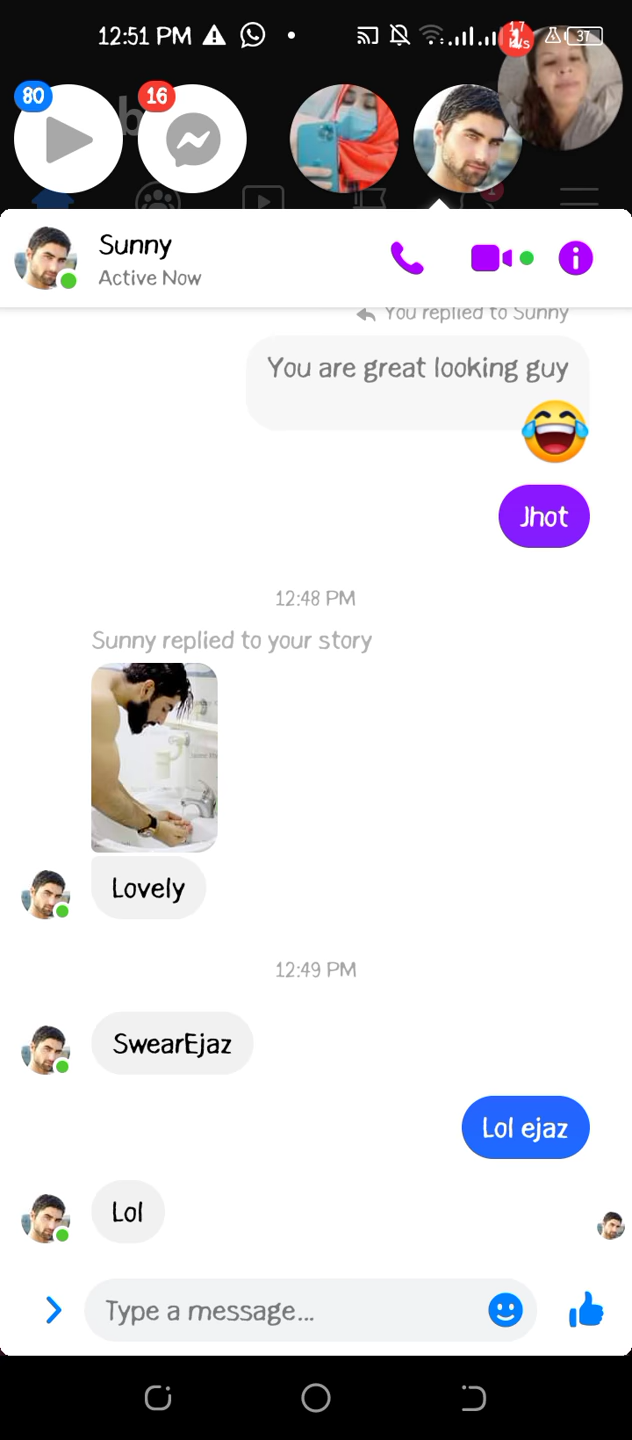 12:51 PM
37
80
16
Sunny
Active Now
You replied to Sunny
You are great looking guy
Jhot
12:48 PM
Sunny replied to your story
Lovely
12:49 PM
SwearEjaz
Lol ejaz
Lol
Type a message...